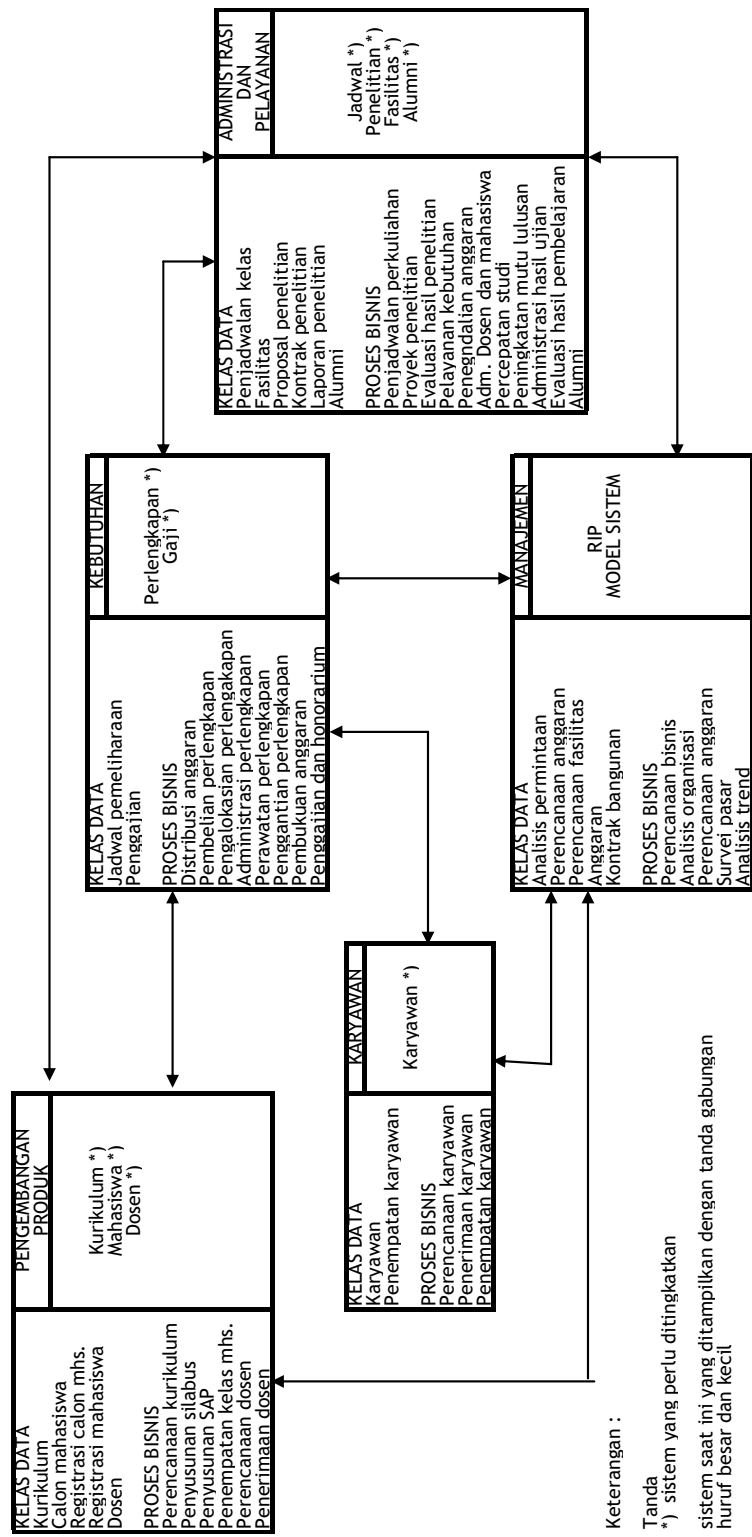 KELAS DATA
Kurikulum
Calon mahasiswa
Registrasi calon mhs.
Registrasi mahasiswa
Dosen
PROSES BISNIS
Perencanaan kurikulum
Penyusunan silabus
Penyusunan SAP
Penempatan kelas mhs.
Perencanaan dosen
Penerimaan dosen
PENGEMBANGAN
PRODUK
Kurikulum *)
Mahasiswa *)
Dosen *)
KELAS DATA
Jadwal pemeliharaan
Penggajian
PROSES BISNIS
Distribusi anggaran
Pembelian perlengkapan
Pengalokasian perlengakapan
Administrasi perlengkapan
Perawatan perlengkapan
Penggantian perlengkapan
Pembukuan anggaran
Penggajian dan honorarium
KEBUTUHAN
Perlengkapan *)
Gaji *)
KELAS DATA
Penjadwalan kelas
Fasilitas
Proposal penelitian
Kontrak penelitian
Laporan penelitian
Alumni
PROSES BISNIS
Penjadwalan perkuliahan
Proyek penelitian
Evaluasi hasil penelitian
Pelayanan kebutuhan
Penegndalian anggaran
Adm. Dosen dan mahasiswa
Percepatan studi
Peningkatan mutu lulusan
Administrasi hasil ujian
Evaluasi hasil pembelajaran
Alumni
ADMINISTRASI
DAN
PELAYANAN
Jadwal *)
Penelitian *)
Fasilitas *)
Alumni *)
KELAS DATA
Karyawan
Penempatan karyawan
PROSES BISNIS
Perencanaan karyawan
Penerimaan karyawan
Penempatan karyawan
KARYAWAN
Karyawan *)
KELAS DATA
Analisis permintaan
Perencanaan anggaran
Perencanaan fasilitas
Anggaran
Kontrak bangunan
PROSES BISNIS
Perencanaan bisnis
Analisis organisasi
Perencanaan anggaran
Survei pasar
Analisis trend
MANAJEMEN
RIP
MODEL SISTEM
Keterangan :
Tanda
*) sistem yang perlu ditingkatkan
sistem saat ini yang ditampilkan dengan tanda gabungan
huruf besar dan kecil